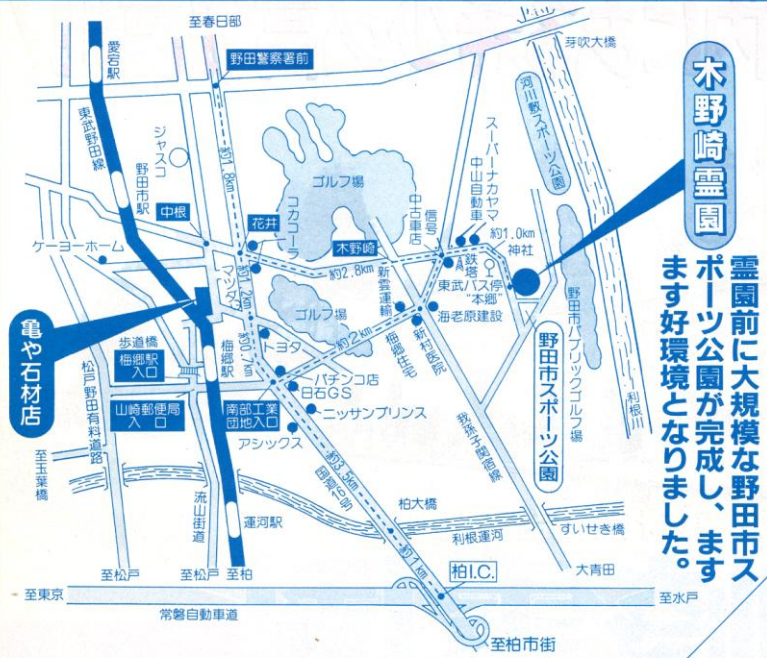 至春日部
芽吹大橋
愛宕駅
野田警察署前
河川敷スポーツ公園
木野崎霊園
東武野田線
ジャスコ
野田市駅
約1.8km
ゴルフ場
コカコーラ
中古車店
信号
スーパーナカヤマ
中山自動車
約1.0km
神社
中根
花井
木野崎
ケーヨーホーム
マツダ
約1.2km
約2.8km
新雲運輸
鉄塔
東武バス停
"本郷"
海老原建設
ゴルフ場
約2km
梅郷住宅
新村医院
野田市パブリックゴルフ場
利根川
霊園前に大規模な野田市ス
ポーツ公園が完成し、ます
ます好環境となりました。
亀や石材店
歩道橋
梅郷駅
入口
梅郷駅
約0.7km
トヨタ
パチンコ店
日石GS
ニッサンプリンス
アシックス
山崎郵便局
入口
南部工業
団地入口
野田市スポーツ公園
我孫子関宿線
松戸野田有料道路
至玉葉橋
流山街道
運河駅
約3.5km
国道16号
柏大橋
利根運河
すいせき橋
大青田
約1km
柏I.C.
至松戸
至松戸
至柏
至東京
常磐自動車道
至水戸
至柏市街